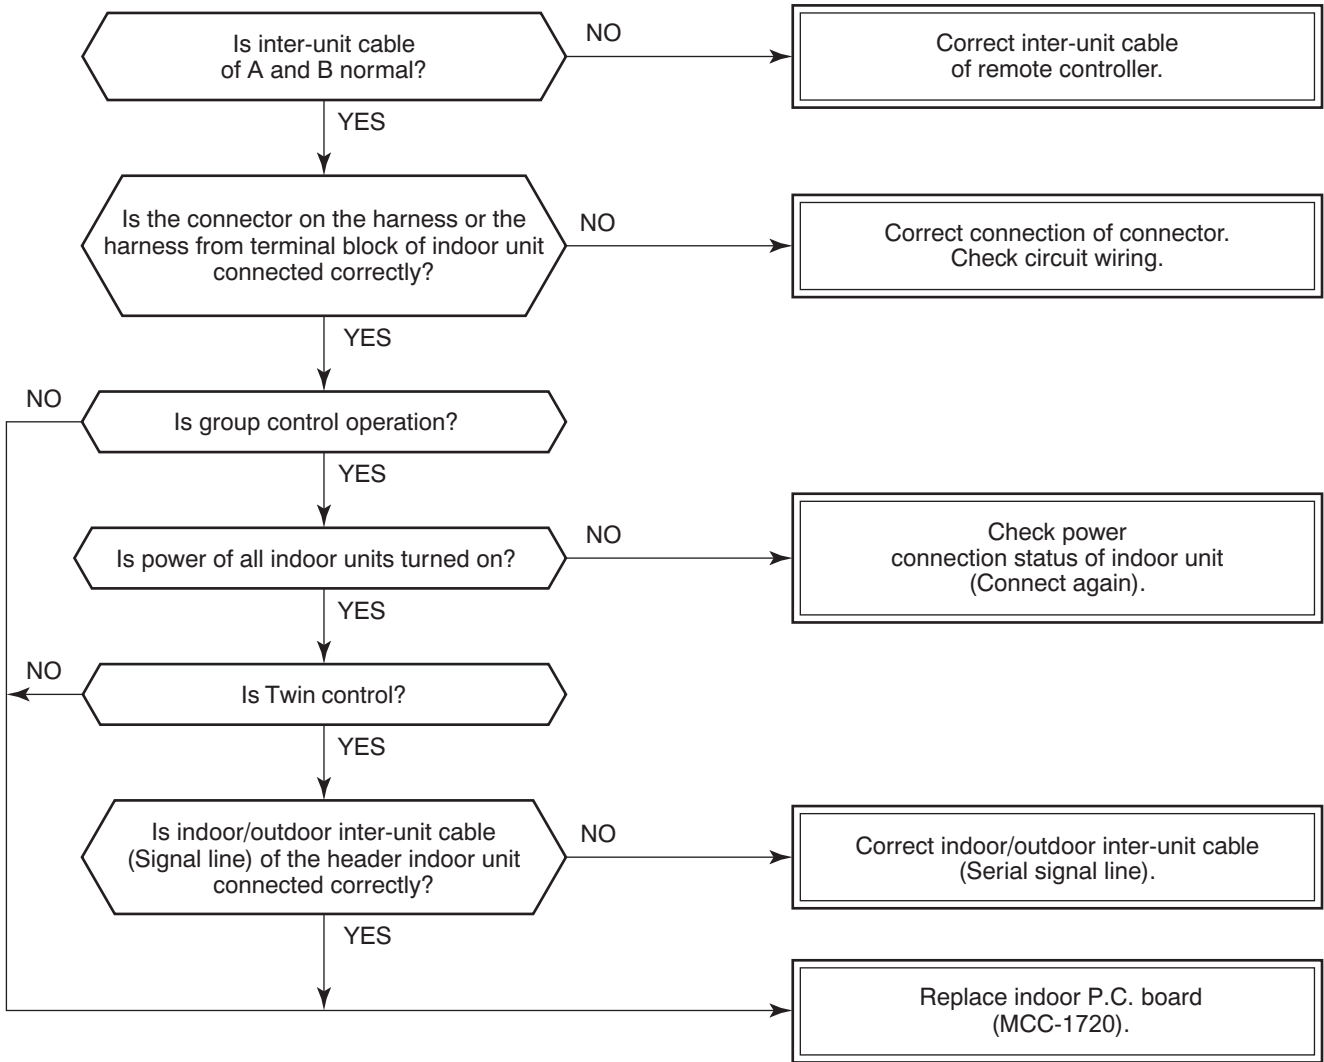 Is inter-unit cable
of A and B normal?
NO
Correct inter-unit cable
of remote controller.
YES
Is the connector on the harness or the
harness from terminal block of indoor unit
connected correctly?
NO
Correct connection of connector.
Check circuit wiring.
YES
NO
Is group control operation?
YES
Is power of all indoor units turned on?
NO
Check power
connection status of indoor unit
(Connect again).
YES
NO
Is Twin control?
YES
Is indoor/outdoor inter-unit cable
(Signal line) of the header indoor unit
connected correctly?
NO
Correct indoor/outdoor inter-unit cable
(Serial signal line).
YES
Replace indoor P.C. board
(MCC-1720).